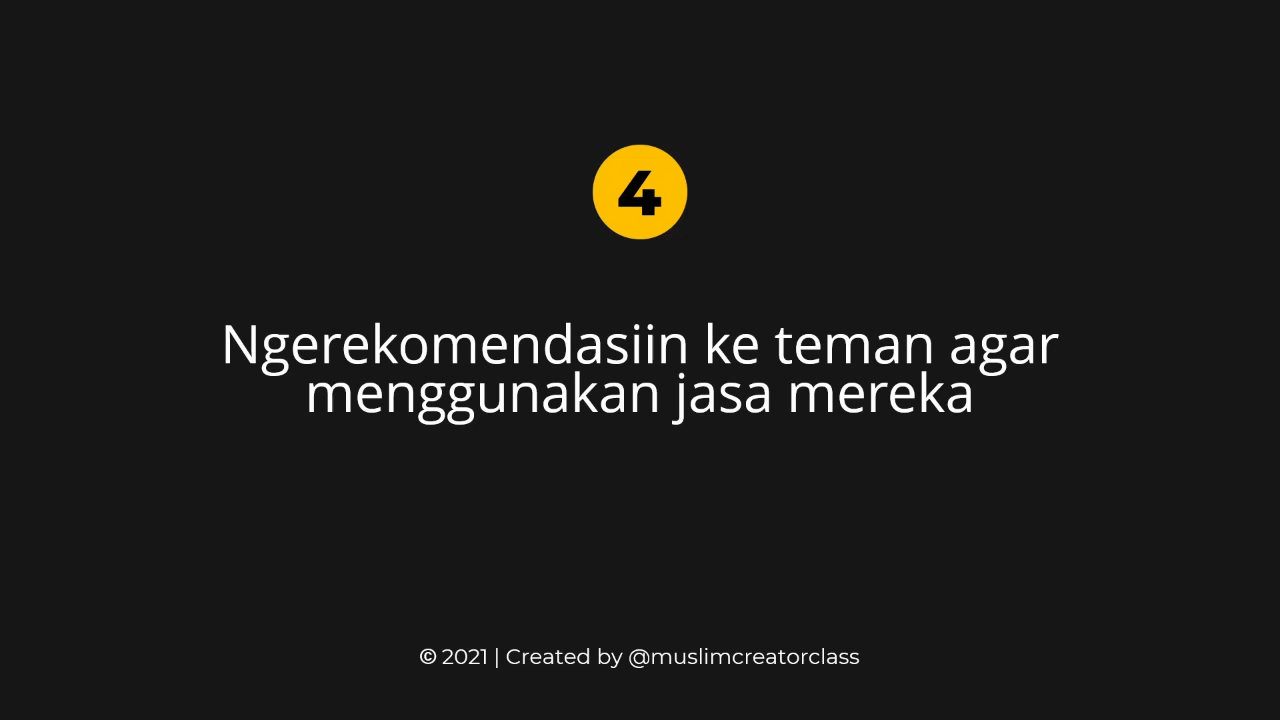 4
Ngerekomendasiin ke teman agar
menggunakan jasa mereka
© 2021 | Created by @muslimcreatorclass